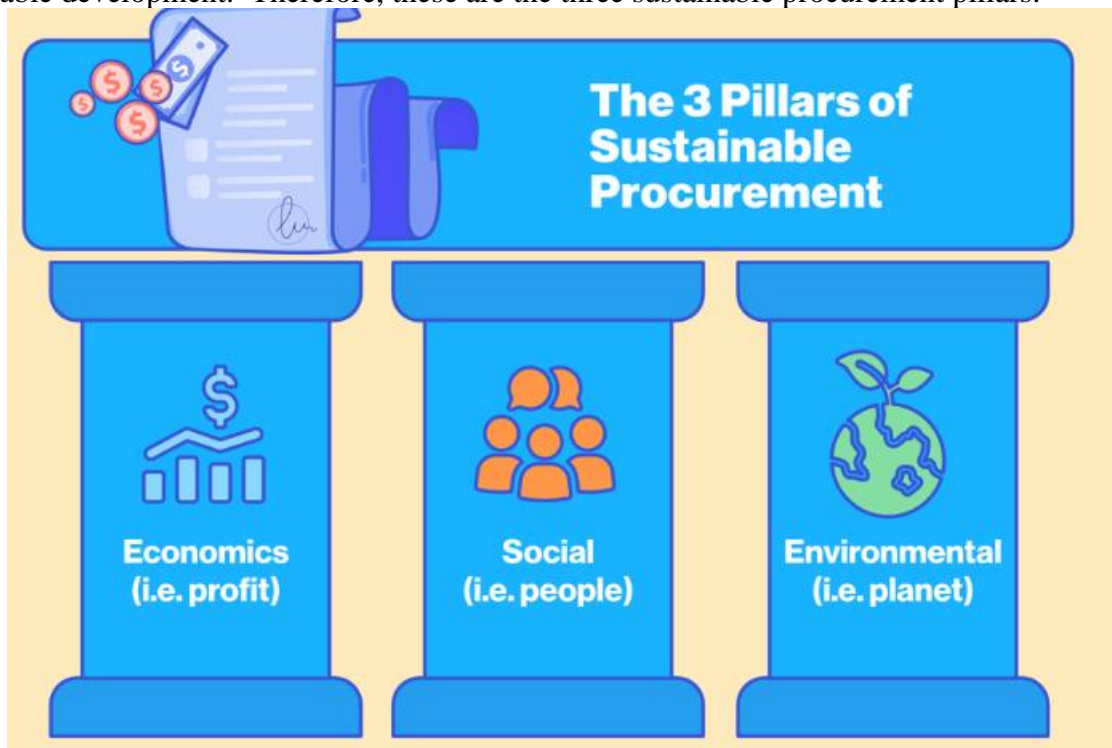 able development. Therefore, these are the three sustainable procurement pillars:
The 3 Pillars of
Sustainable
Procurement
$
$
$
$
$
$
Economics
(i.e. profit)
Social
(i.e. people)
Environmental
(i.e. planet)